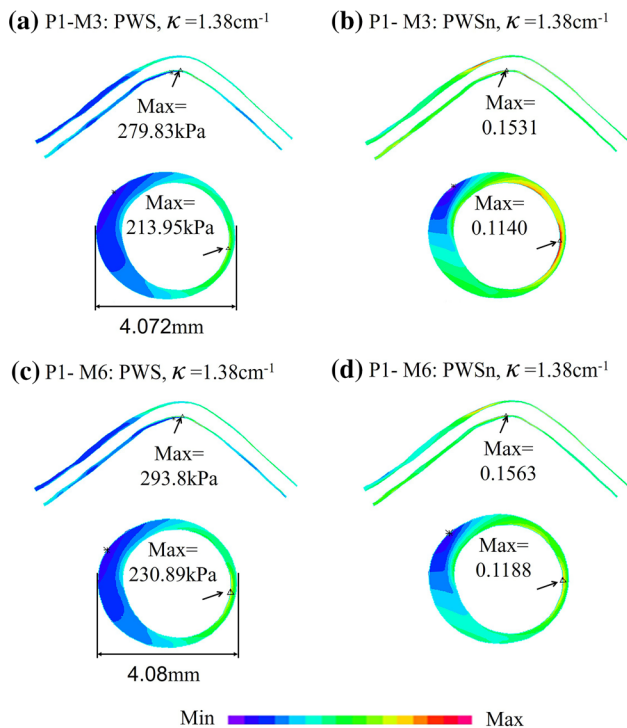 (a) P1-M3: PWS, κ =1.38cm⁻¹
Max=
279.83kPa
Max=
213.95kPa
4.072mm
(b) P1- M3: PWSn, κ =1.38cm⁻¹
Max=
0.1531
Max=
0.1140
(c) P1- M6: PWS, κ =1.38cm⁻¹
Max=
293.8kPa
Max=
230.89kPa
4.08mm
(d) P1- M6: PWSn, κ =1.38cm⁻¹
Max=
0.1563
Max=
0.1188
Min Max